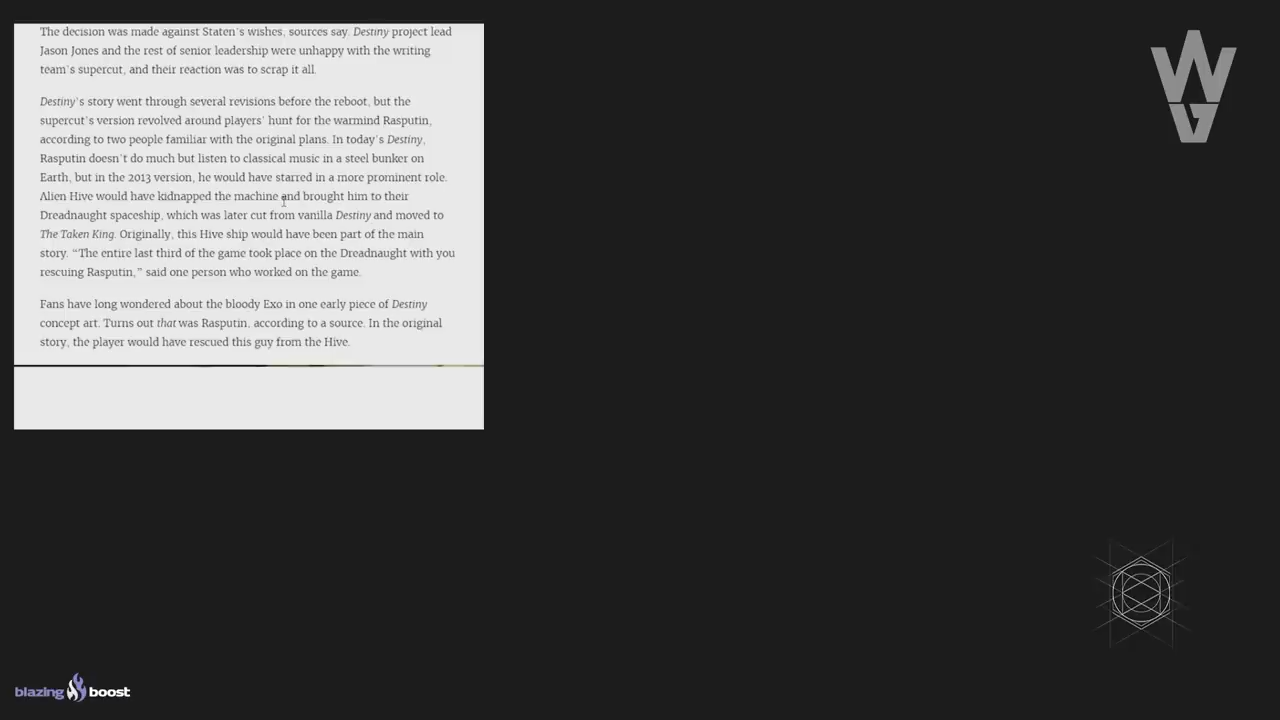 The decision was made against Staten's wishes, sources say. Destiny project lead
Jason Jones and the rest of senior leadership were unhappy with the writing
team's supercut, and their reaction was to scrap it all.
Destiny's story went through several revisions before the reboot, but the
supercut's version revolved around players' hunt for the warmind Rasputin,
according to two people familiar with the original plans. In today's Destiny,
Rasputin doesn't do much but listen to classical music in a steel bunker on
Earth, but in the 2013 version, he would have starred in a more prominent role.
Alien Hive would have kidnapped the machine and brought him to their
Dreadnaught spaceship, which was later cut from vanilla Destiny and moved to
The Taken King. Originally, this Hive ship would have been part of the main
story. “The entire last third of the game took place on the Dreadnaught with you
rescuing Rasputin,” said one person who worked on the game.
Fans have long wondered about the bloody Exo in one early piece of Destiny
concept art. Turns out that was Rasputin, according to a source. In the original
story, the player would have rescued this guy from the Hive.
WG
blazing boost